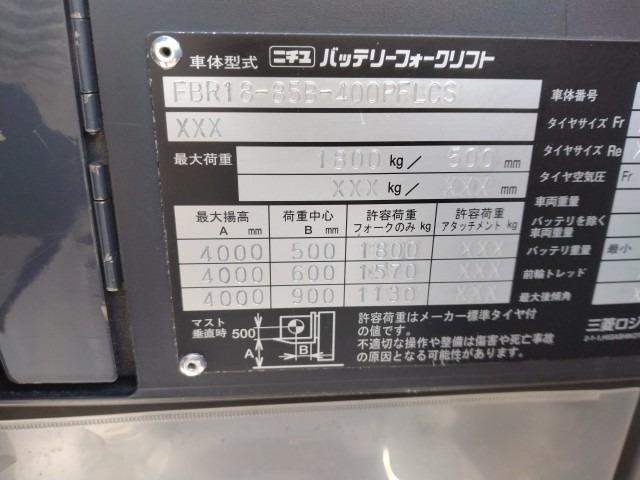 車体型式 ニチユ バッテリーフォークリフト
FBR18-85B-400PFLCS
XXX
最大荷重 1800 kg / 500 mm
XXX kg / XXX mm
最大揚高 A mm 荷重中心 B mm 許容荷重 フォークのみ kg 許容荷重 アタッチメント kg
4000 500 1800 XXX
4000 600 1570 XXX
4000 900 1130 XXX
マスト垂直時 500 A B
許容荷重はメーカー標準タイヤ付
の値です。
不適切な操作や整備は傷害や死亡事故
の原因となる可能性があります。
車体番号
タイヤサイズ Fr
タイヤサイズ Re
タイヤ空気圧 Fr
車両重量
バッテリを除く
車両重量
バッテリ重量 最小
前輪トレッド
最大後傾角
三菱ロジ